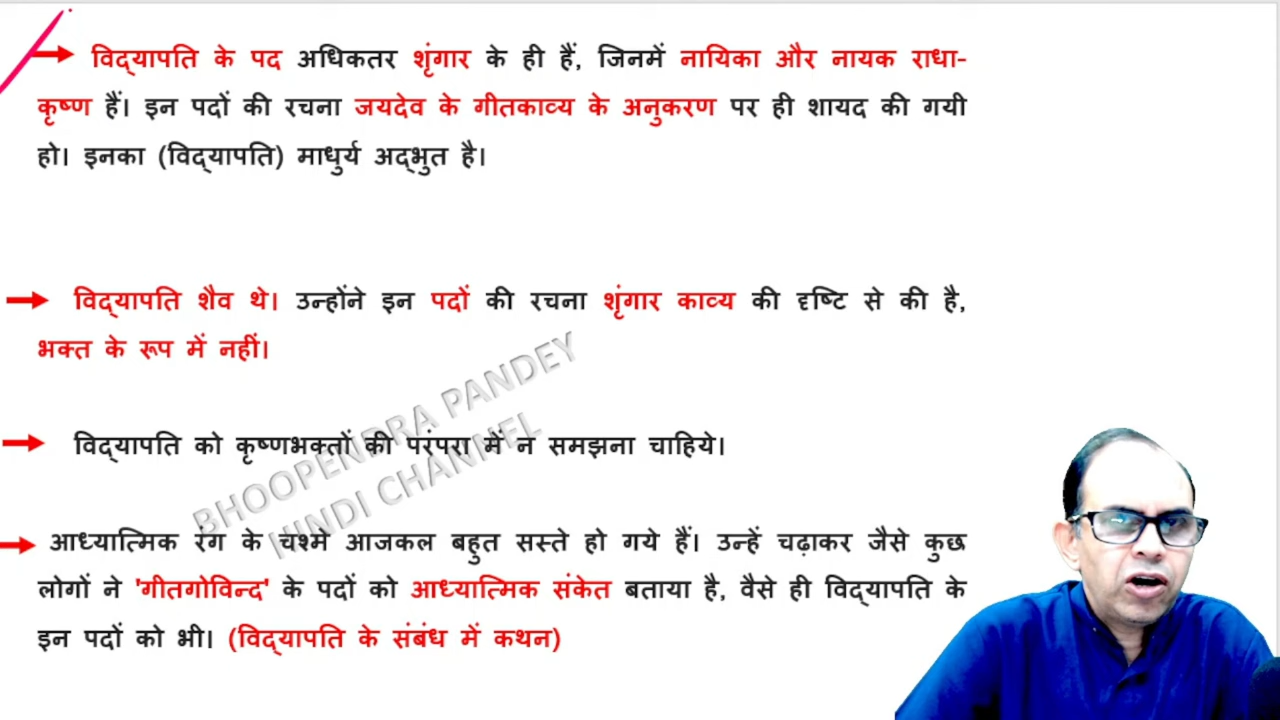 विद्यापति के पद अधिकतर शृंगार के ही हैं, जिनमें नायिका और नायक राधा-
कृष्ण हैं। इन पदों की रचना जयदेव के गीतकाव्य के अनुकरण पर ही शायद की गयी
हो। इनका (विद्यापति) माधुर्य अद्भुत है।
विद्यापति शैव थे। उन्होंने इन पदों की रचना शृंगार काव्य की दृष्टि से की है,
भक्त के रूप में नहीं।
विद्यापति को कृष्णभक्तों की परंपरा में न समझना चाहिये।
आध्यात्मिक रंग के चश्मे आजकल बहुत सस्ते हो गये हैं। उन्हें चढ़ाकर जैसे कुछ
लोगों ने 'गीतगोविन्द' के पदों को आध्यात्मिक संकेत बताया है, वैसे ही विद्यापति के
इन पदों को भी। (विद्यापति के संबंध में कथन)
BHOOPENDRA PANDEY
HINDI CHANNEL